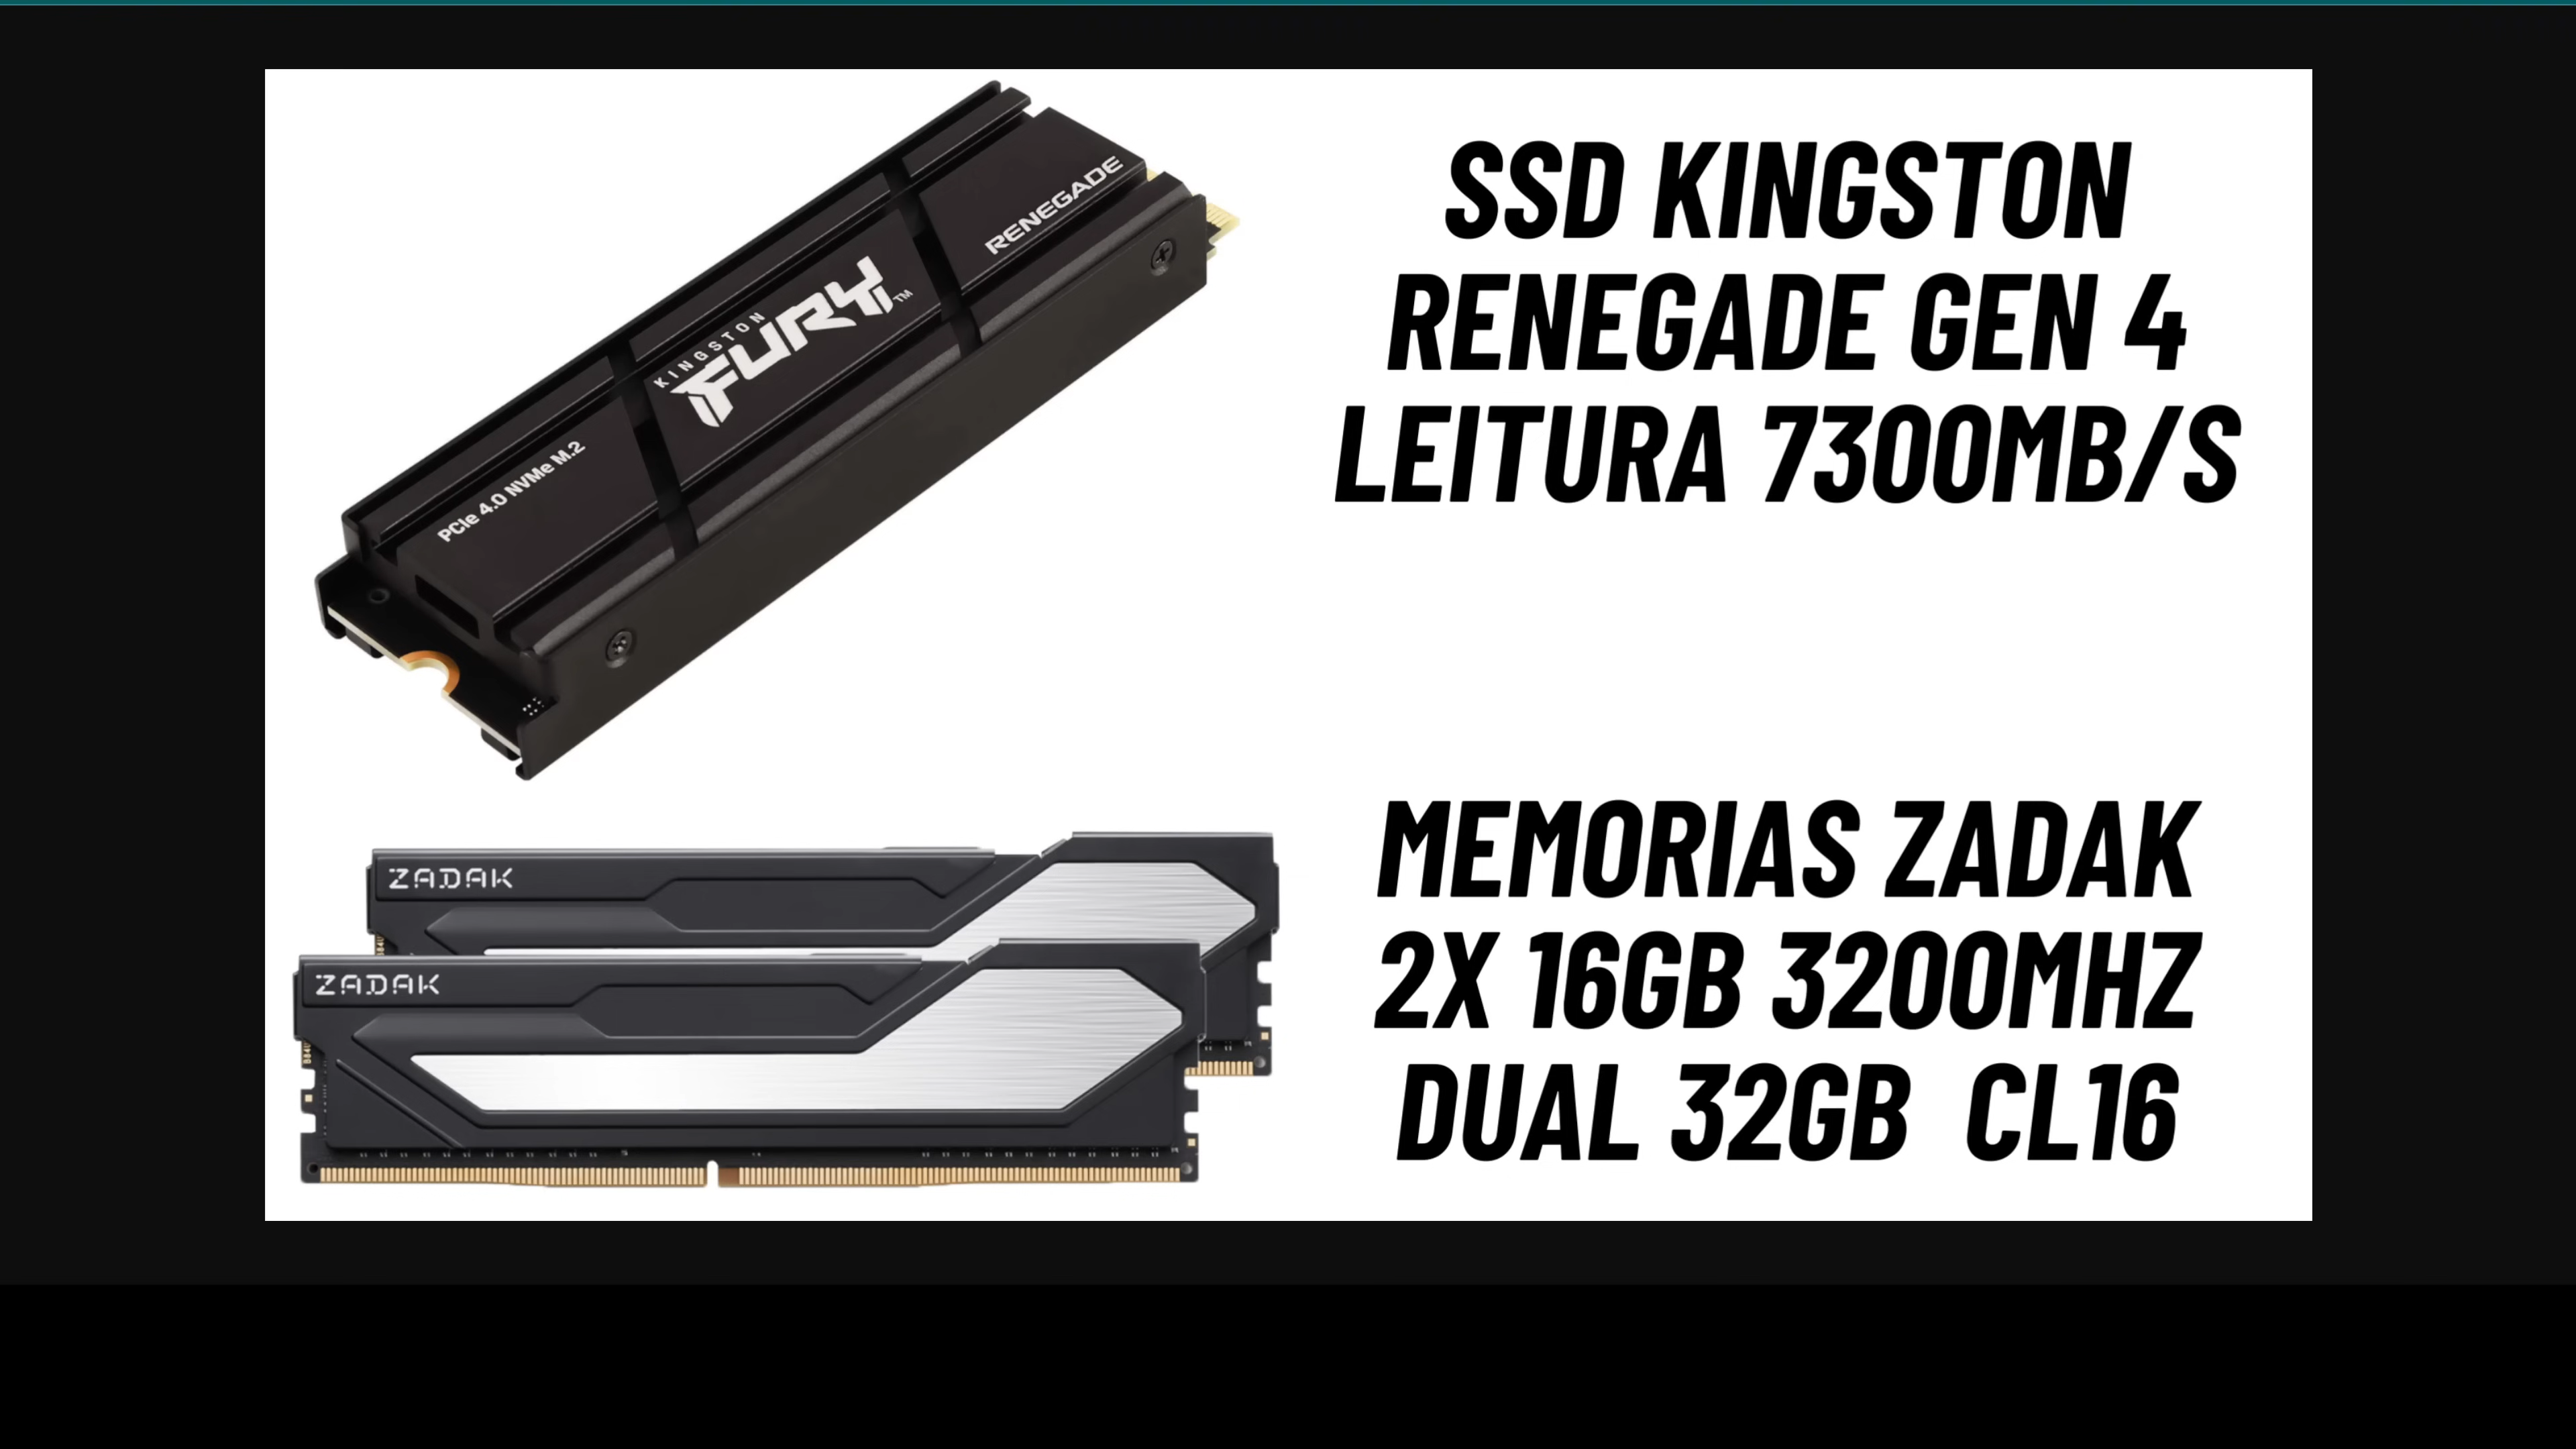 SSD KINGSTON
RENEGADE GEN 4
LEITURA 7300MB/S
RENEGADE
KINGSTON
FURY™
PCIe 4.0 NVMe M.2
MEMORIAS ZADAK
2X 16GB 3200MHZ
DUAL 32GB CL16
ZADAK
ZADAK